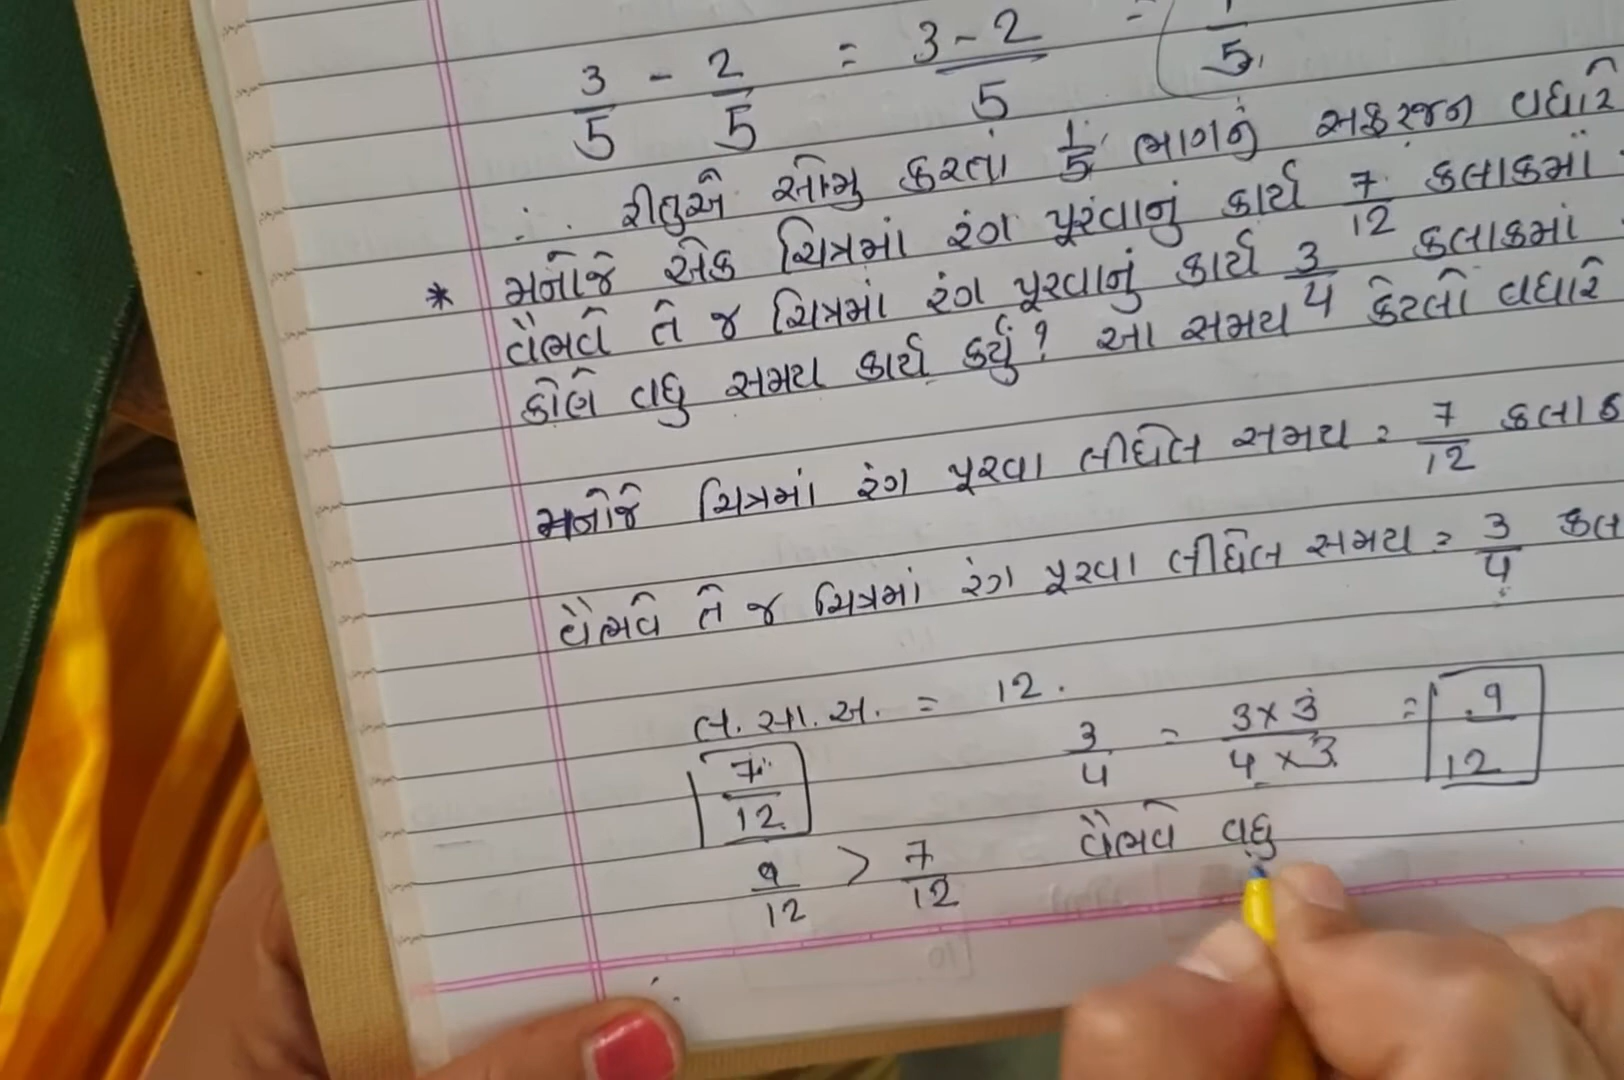 3/5 - 2/5 = 3-2/5 = 1/5
∴ રીતુએ સોમુ કરતાં 1/5 ભાગનું સફરજન વધારે
* મનોજે એક ચિત્રમાં રંગ પૂરવાનું કાર્ય 7/12 કલાકમાં
વૈભવે તે જ ચિત્રમાં રંગ પૂરવાનું કાર્ય 3/4 કલાકમાં
કોણે વધુ સમય કાર્ય કર્યું? આ સમય કેટલો વધારે
મનોજે ચિત્રમાં રંગ પૂરવા લીધેલ સમય = 7/12 કલાક
વૈભવે તે જ ચિત્રમાં રંગ પૂરવા લીધેલ સમય = 3/4 કલ
લ.સા.અ. = 12.
7/12 3/4 = 3×3/4×3 = 9/12
9/12 > 7/12 વૈભવે વધુ
∴